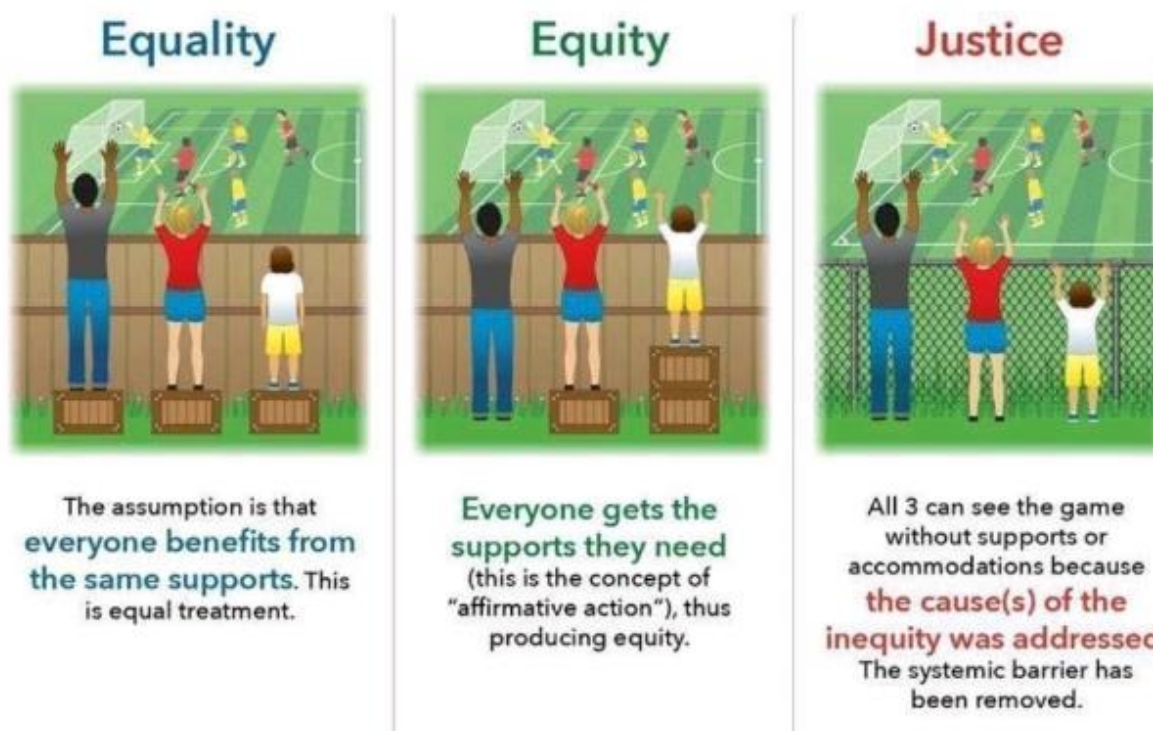 Equality
The assumption is that
everyone benefits from
the same supports. This
is equal treatment.
Equity
Everyone gets the
supports they need
(this is the concept of
"affirmative action"), thus
producing equity.
Justice
All 3 can see the game
without supports or
accommodations because
the cause(s) of the
inequity was addressed
The systemic barrier has
been removed.